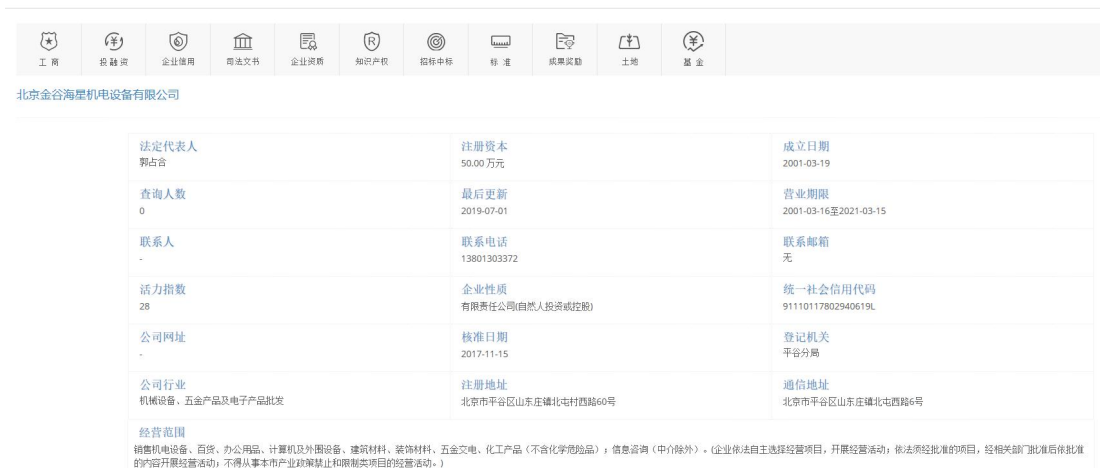 工商 投融资 企业信用 司法文书 企业资质 知识产权 招标中标 标准 成果奖励 土地 基金
北京金谷海星机电设备有限公司
法定代表人 注册资本 成立日期
郭占合 50.00 万元 2001-03-19
查询人数 最后更新 营业期限
0 2019-07-01 2001-03-16至2021-03-15
联系人 联系电话 联系邮箱
- 13801303372 无
活力指数 企业性质 统一社会信用代码
28 有限责任公司(自然人投资或控股) 91110117802940619L
公司网址 核准日期 登记机关
- 2017-11-15 平谷分局
公司行业 注册地址 通信地址
机械设备、五金产品及电子产品批发 北京市平谷区山东庄镇北屯村西路60号 北京市平谷区山东庄镇北屯西路6号
经营范围
销售机电设备、百货、办公用品、计算机及外围设备、建筑材料、装饰材料、五金交电、化工产品（不含化学危险品）；信息咨询（中介除外）。(企业依法自主选择经营项目，开展经营活动；依法须经批准的项目，经相关部门批准后依批准
的内容开展经营活动；不得从事本市产业政策禁止和限制类项目的经营活动。)